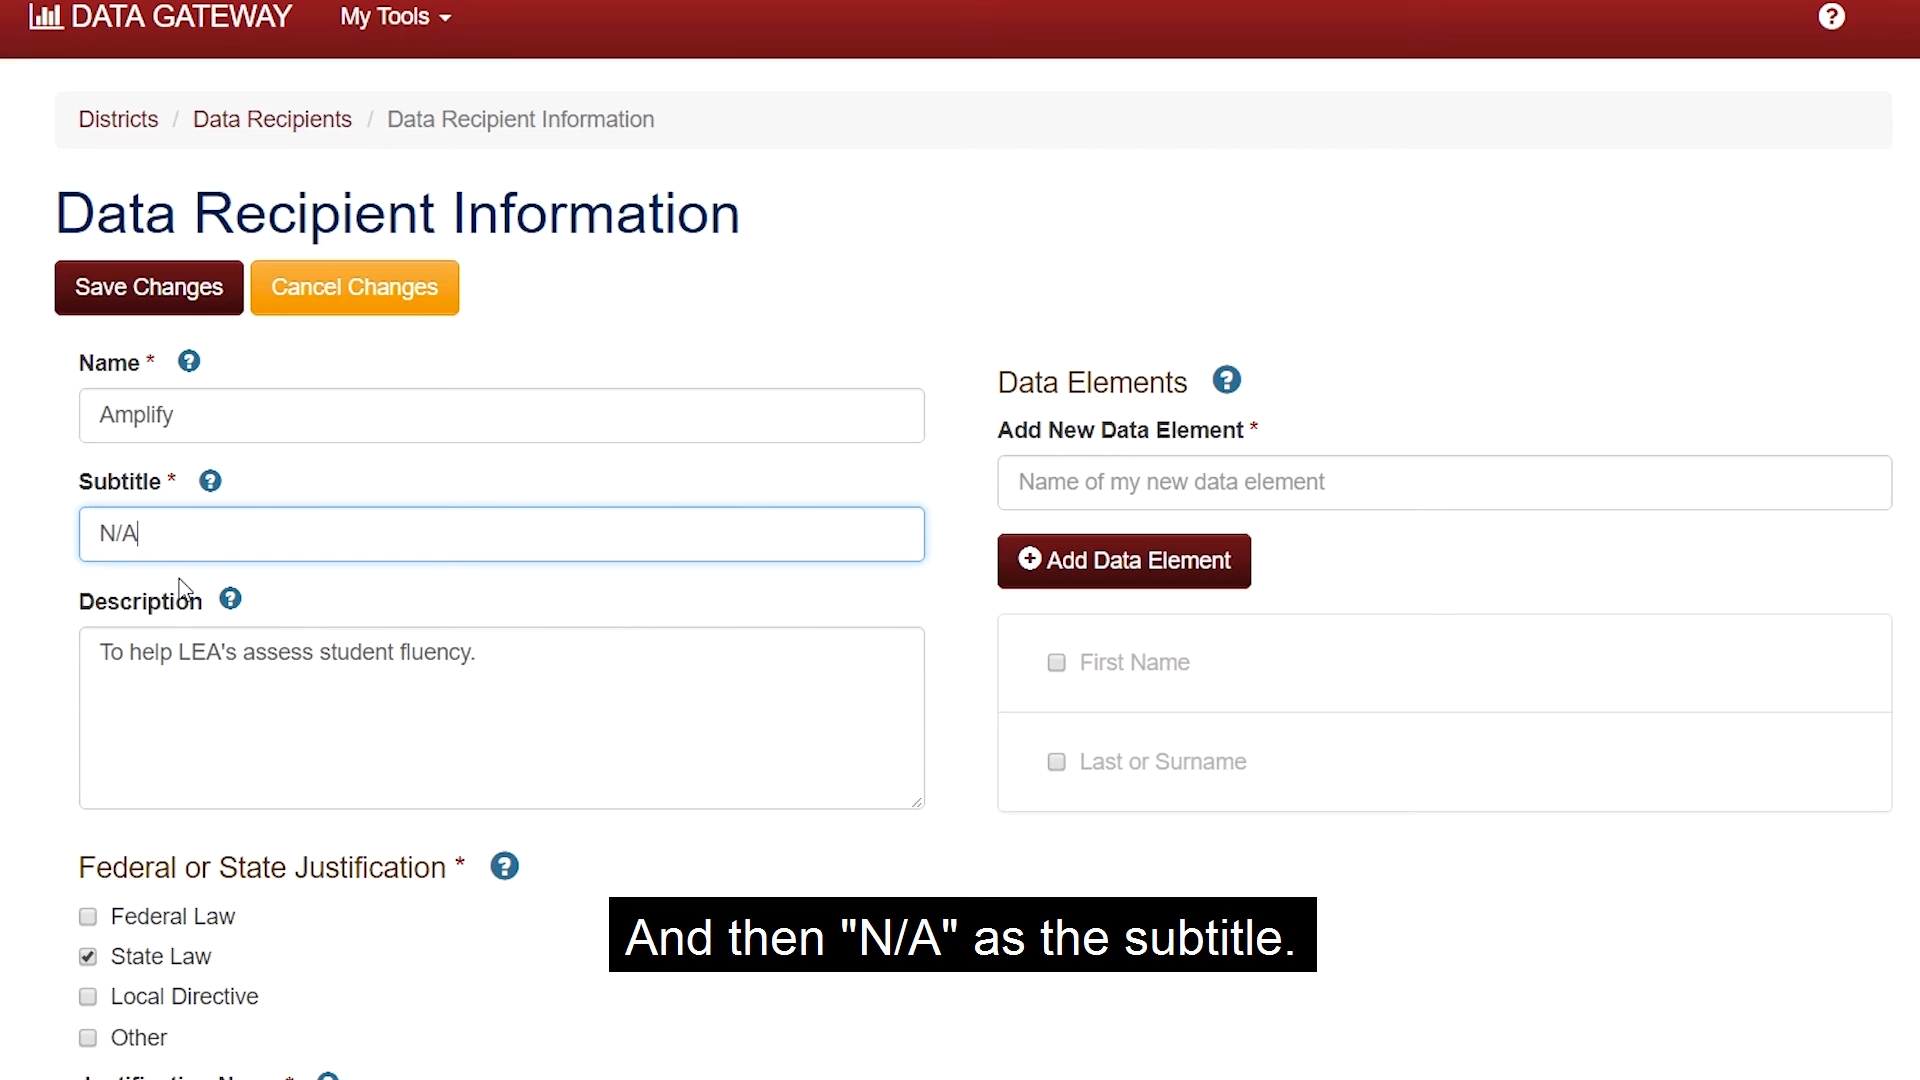 DATA GATEWAY My Tools
Districts / Data Recipients / Data Recipient Information
Data Recipient Information
Save Changes Cancel Changes
Name *
Amplify
Subtitle *
N/A
Description
To help LEA's assess student fluency.
Federal or State Justification *
Federal Law
State Law
Local Directive
Other
Data Elements
Add New Data Element *
Name of my new data element
Add Data Element
First Name
Last or Surname
And then "N/A" as the subtitle.